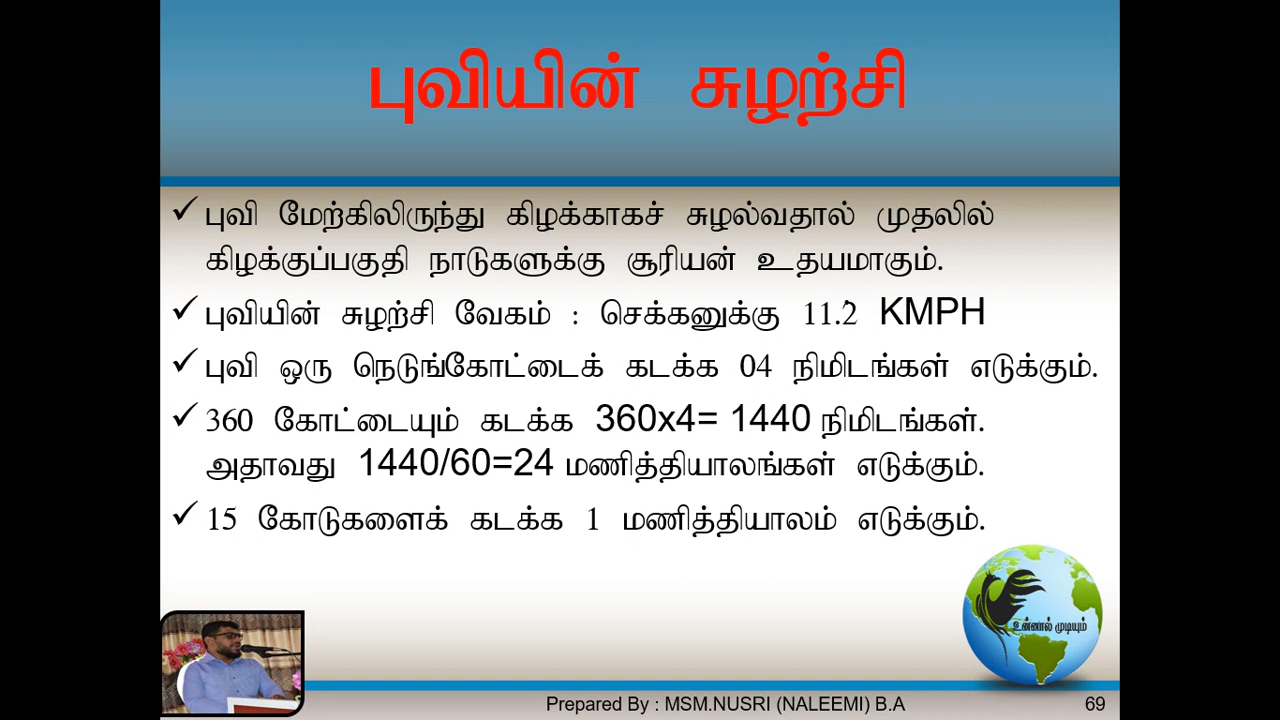 புவியின் சுழற்சி
✓ புவி மேற்கிலிருந்து கிழக்காகச் சுழல்வதால் முதலில்
கிழக்குப்பகுதி நாடுகளுக்கு சூரியன் உதயமாகும்.
✓ புவியின் சுழற்சி வேகம் : செக்கனுக்கு 11.2 KMPH
✓ புவி ஒரு நெடுங்கோட்டைக் கடக்க 04 நிமிடங்கள் எடுக்கும்.
✓ 360 கோட்டையும் கடக்க 360x4= 1440 நிமிடங்கள்.
அதாவது 1440/60=24 மணித்தியாலங்கள் எடுக்கும்.
✓ 15 கோடுகளைக் கடக்க 1 மணித்தியாலம் எடுக்கும்.
உன்னால் முடியும்
Prepared By : MSM.NUSRI (NALEEMI) B.A 69